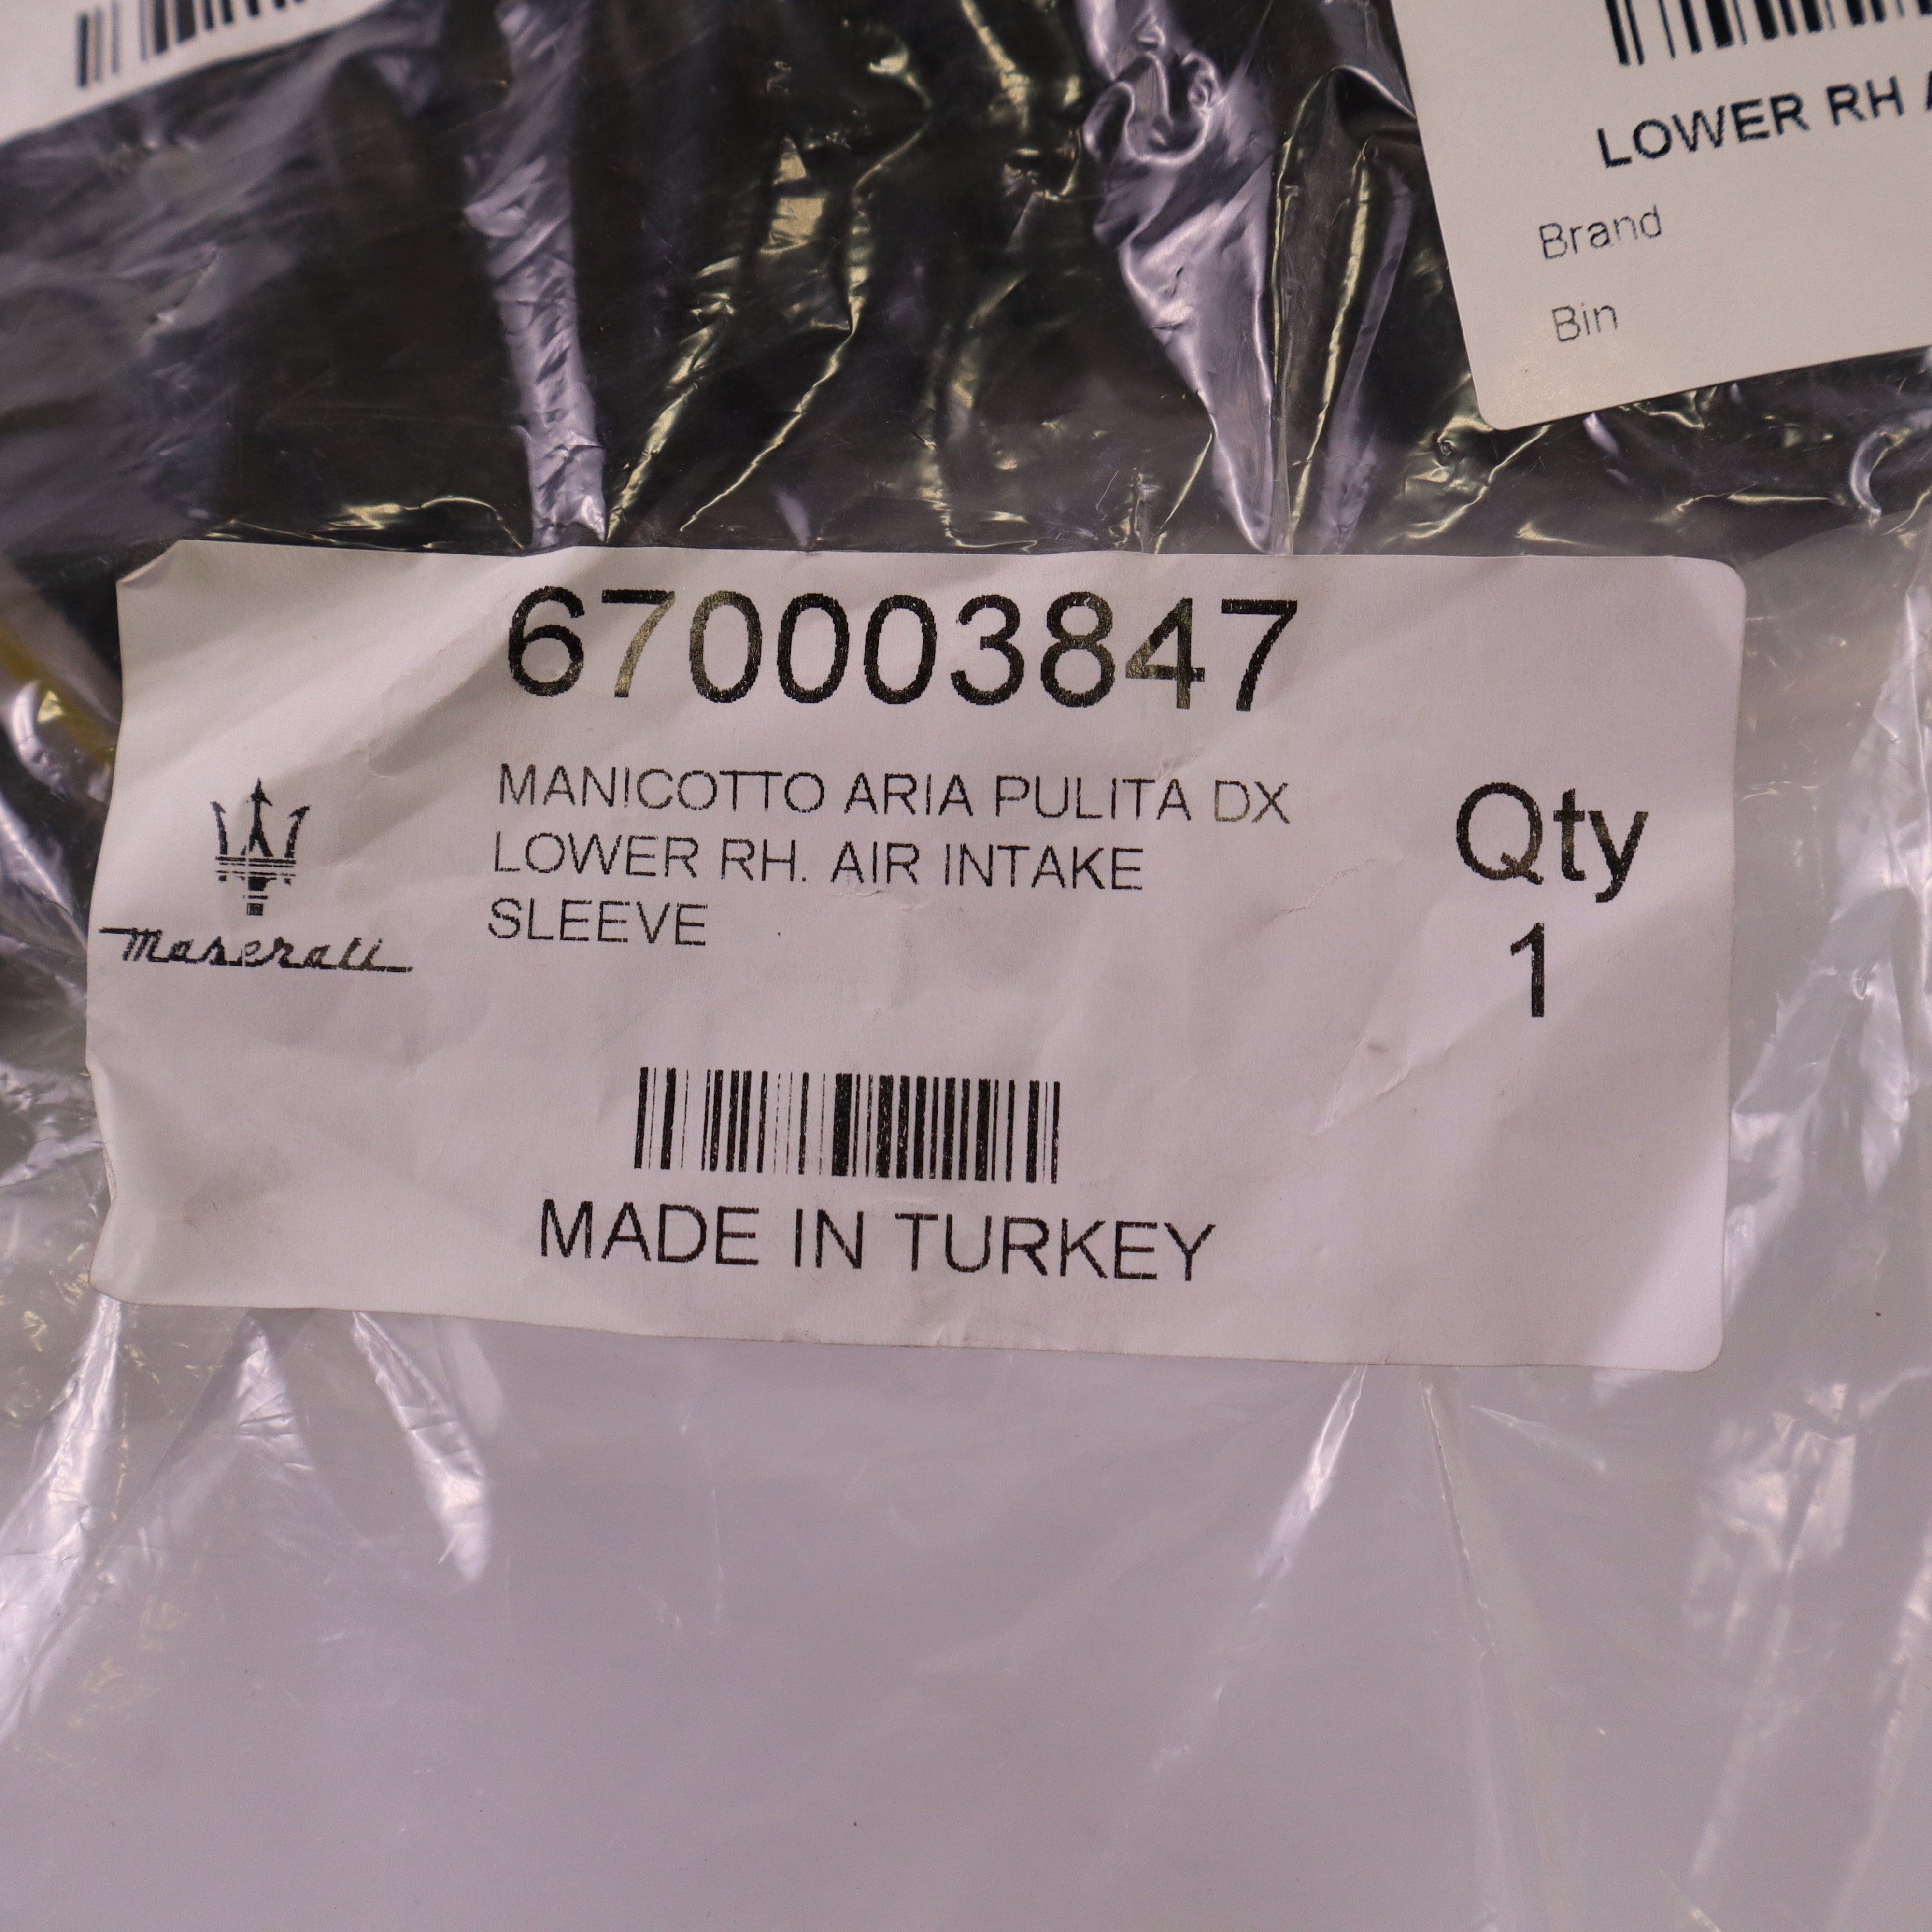 LOWER RH
Brand
Bin
670003847
MANICOTTO ARIA PULITA DX
LOWER RH. AIR INTAKE
SLEEVE
Qty
1
Maserati
MADE IN TURKEY